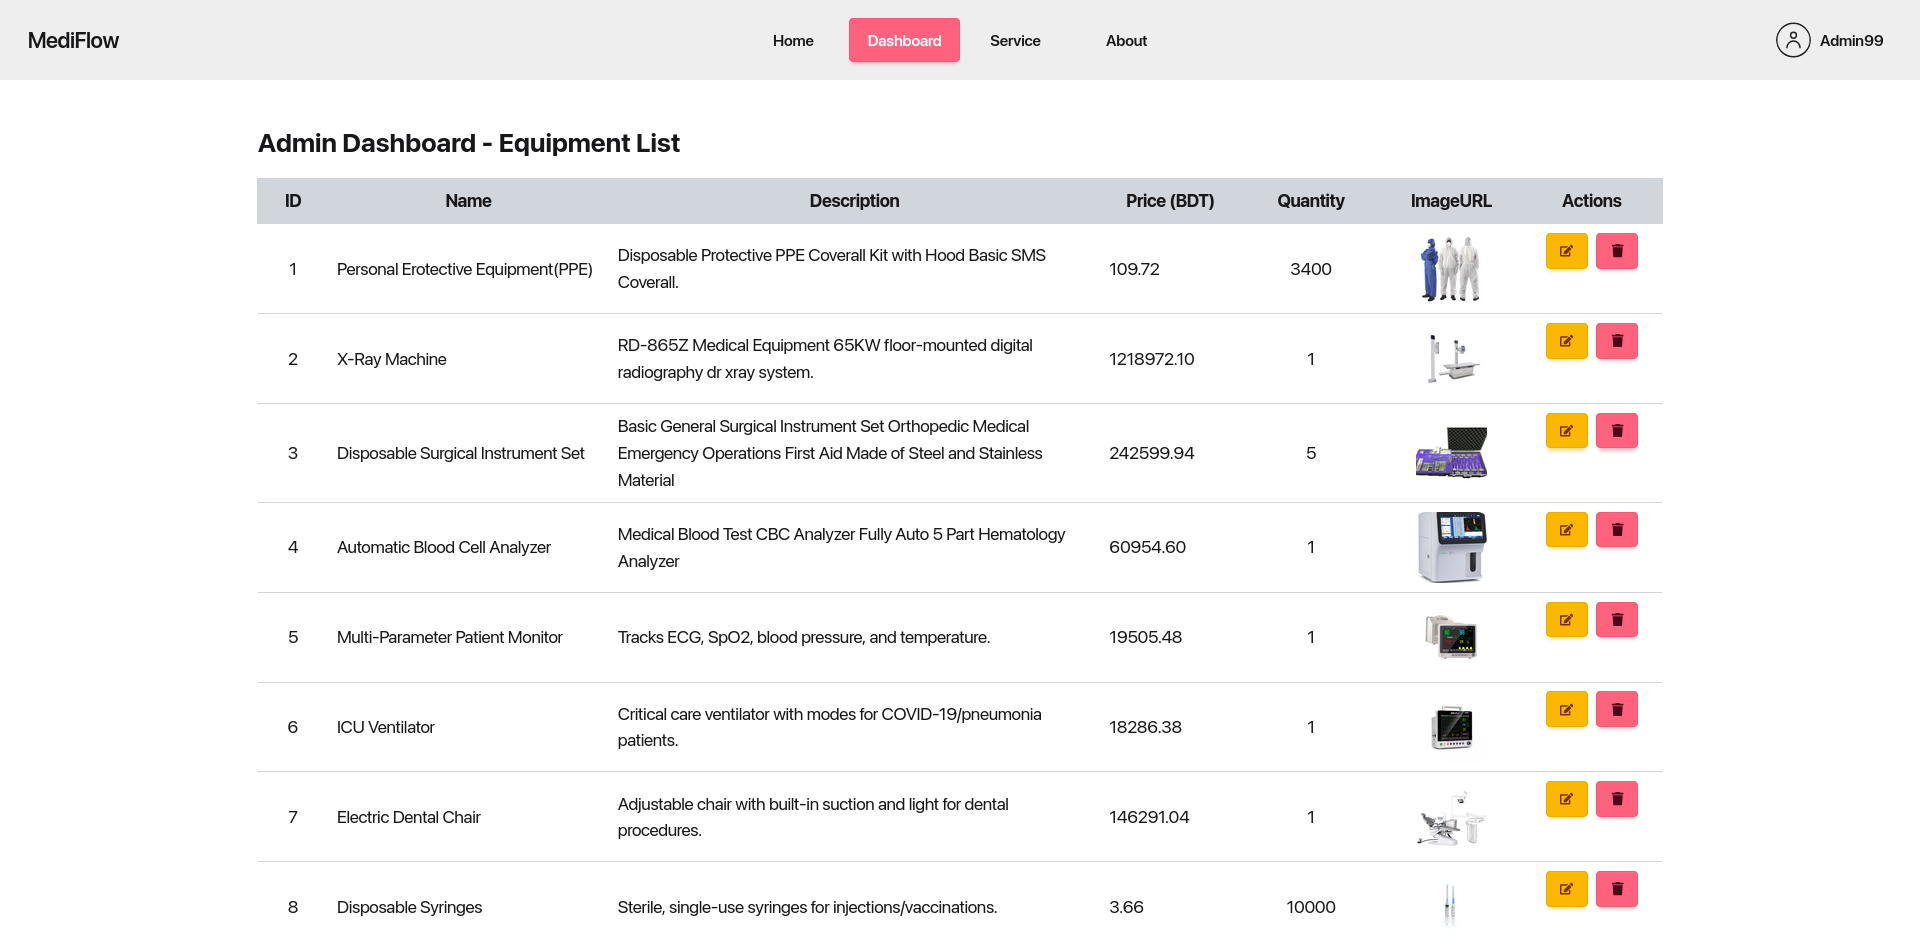 MediFlow
Home Dashboard Service About
Admin99
Admin Dashboard - Equipment List
ID Name Description Price (BDT) Quantity ImageURL Actions
1 Personal Erotective Equipment(PPE) Disposable Protective PPE Coverall Kit with Hood Basic SMS
Coverall. 109.72 3400
2 X-Ray Machine RD-865Z Medical Equipment 65KW floor-mounted digital
radiography dr xray system. 1218972.10 1
3 Disposable Surgical Instrument Set Basic General Surgical Instrument Set Orthopedic Medical
Emergency Operations First Aid Made of Steel and Stainless
Material 242599.94 5
4 Automatic Blood Cell Analyzer Medical Blood Test CBC Analyzer Fully Auto 5 Part Hematology
Analyzer 60954.60 1
5 Multi-Parameter Patient Monitor Tracks ECG, SpO2, blood pressure, and temperature. 19505.48 1
6 ICU Ventilator Critical care ventilator with modes for COVID-19/pneumonia
patients. 18286.38 1
7 Electric Dental Chair Adjustable chair with built-in suction and light for dental
procedures. 146291.04 1
8 Disposable Syringes Sterile, single-use syringes for injections/vaccinations. 3.66 10000